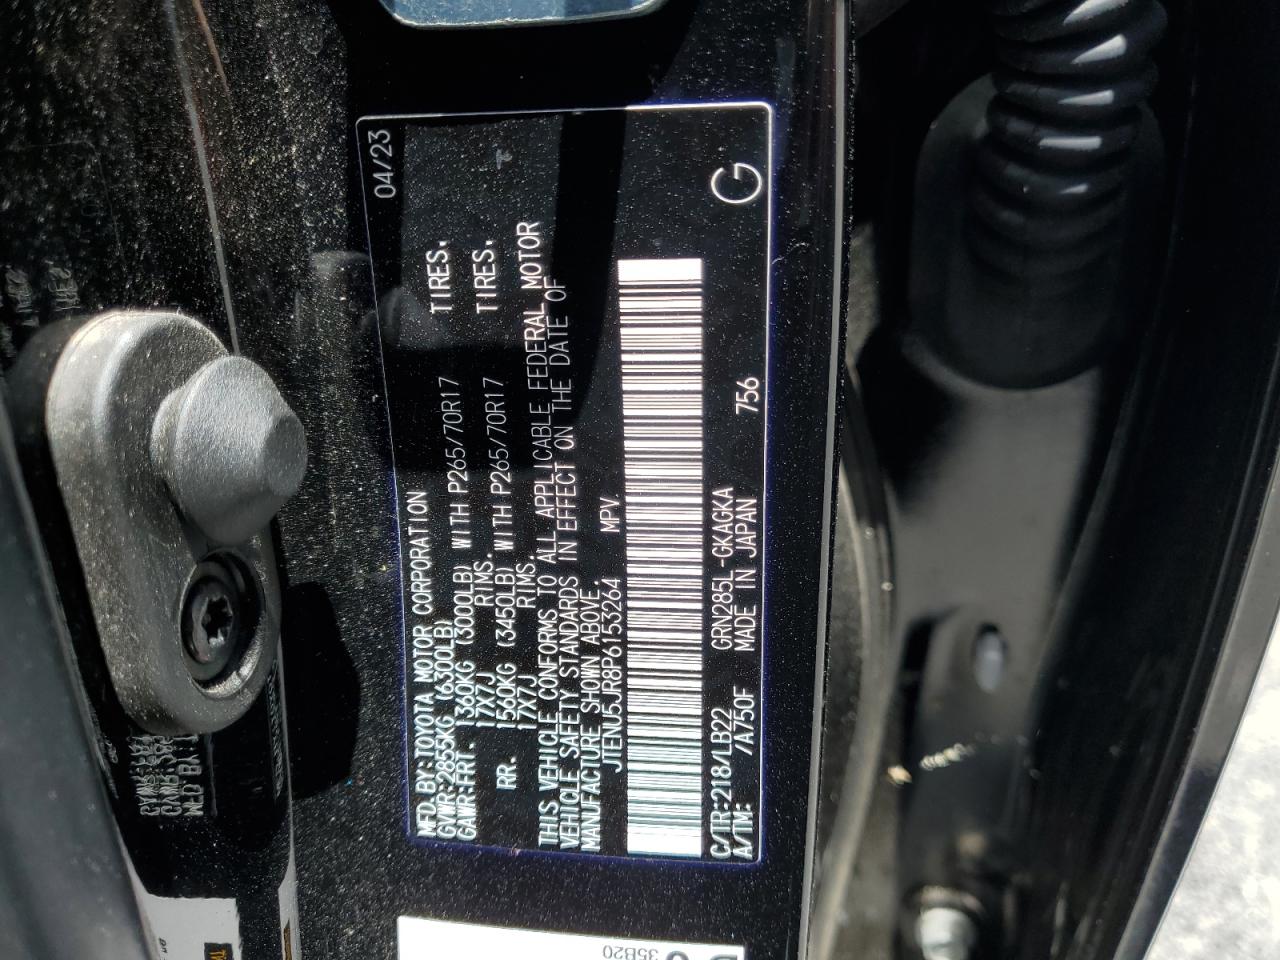 MFD. BY: TOYOTA MOTOR CORPORATION 04/23
GVWR: 2855KG (6300LB)
GAWR: FRT. 1360KG (3000LB) WITH P265/70R17 TIRES.
17X7J RIMS.
RR. 1560KG (3450LB) WITH P265/70R17 TIRES.
17X7J RIMS.
THIS VEHICLE CONFORMS TO ALL APPLICABLE FEDERAL MOTOR
VEHICLE SAFETY STANDARDS IN EFFECT ON THE DATE OF
MANUFACTURE SHOWN ABOVE.
JTENU5JR8P6153264 MPV.
C/TR: 218/LB22 GRN285L-GKAGKA 756 G
A/TM: /A750F MADE IN JAPAN
35B20